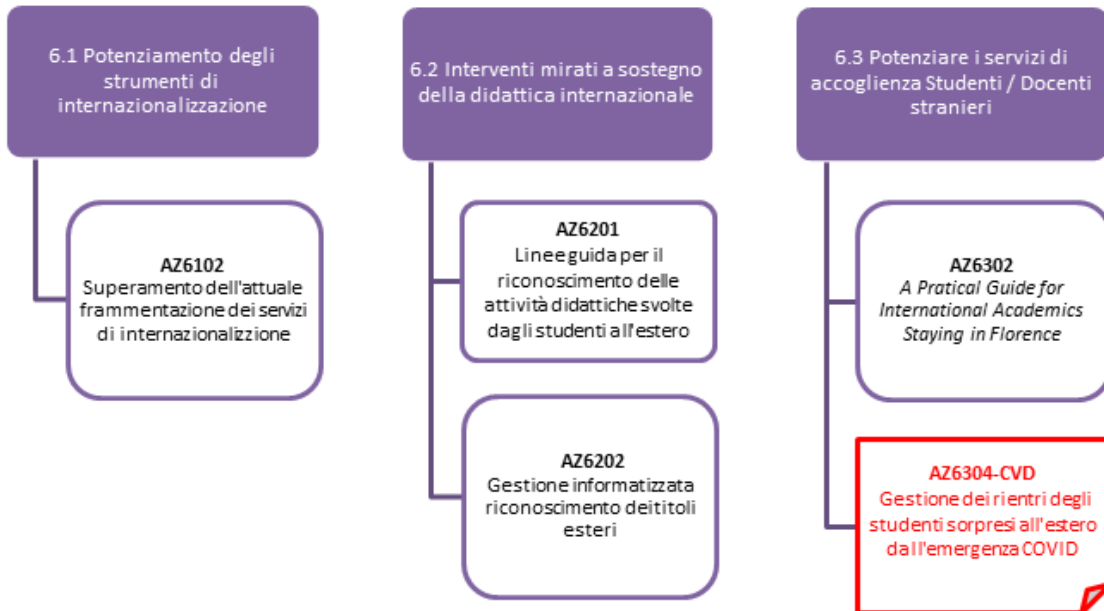 6.1 Potenziamento degli
strumenti di
internazionalizzazione
AZ6102
Superamento dell'attuale
frammentazione dei servizi
di internazionalizzione
6.2 Interventi mirati a sostegno
della didattica internazionale
AZ6201
Linee guida per il
riconoscimento delle
attività didattiche svolte
dagli studenti all'estero
AZ6202
Gestione informatizzata
riconoscimento dei titoli
esteri
6.3 Potenziare i servizi di
accoglienza Studenti / Docenti
stranieri
AZ6302
A Pratical Guide for
International Academics
Staying in Florence
AZ6304-CVD
Gestione dei rientri degli
studenti sorpresi all'estero
dall'emergenza COVID